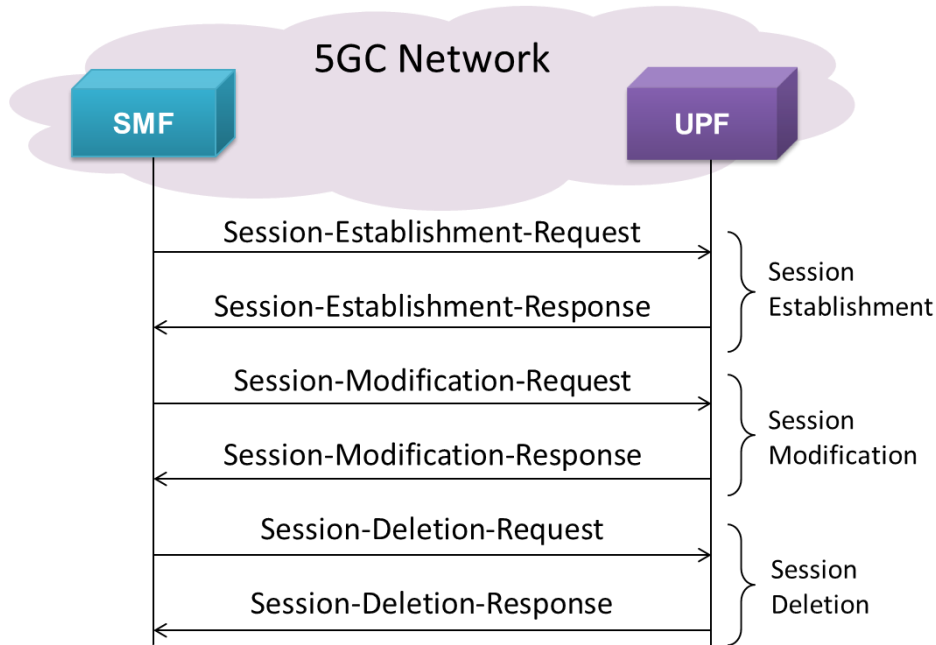 5GC Network
SMF
UPF
Session-Establishment-Request
Session-Establishment-Response
Session
Establishment
Session-Modification-Request
Session-Modification-Response
Session
Modification
Session-Deletion-Request
Session-Deletion-Response
Session
Deletion